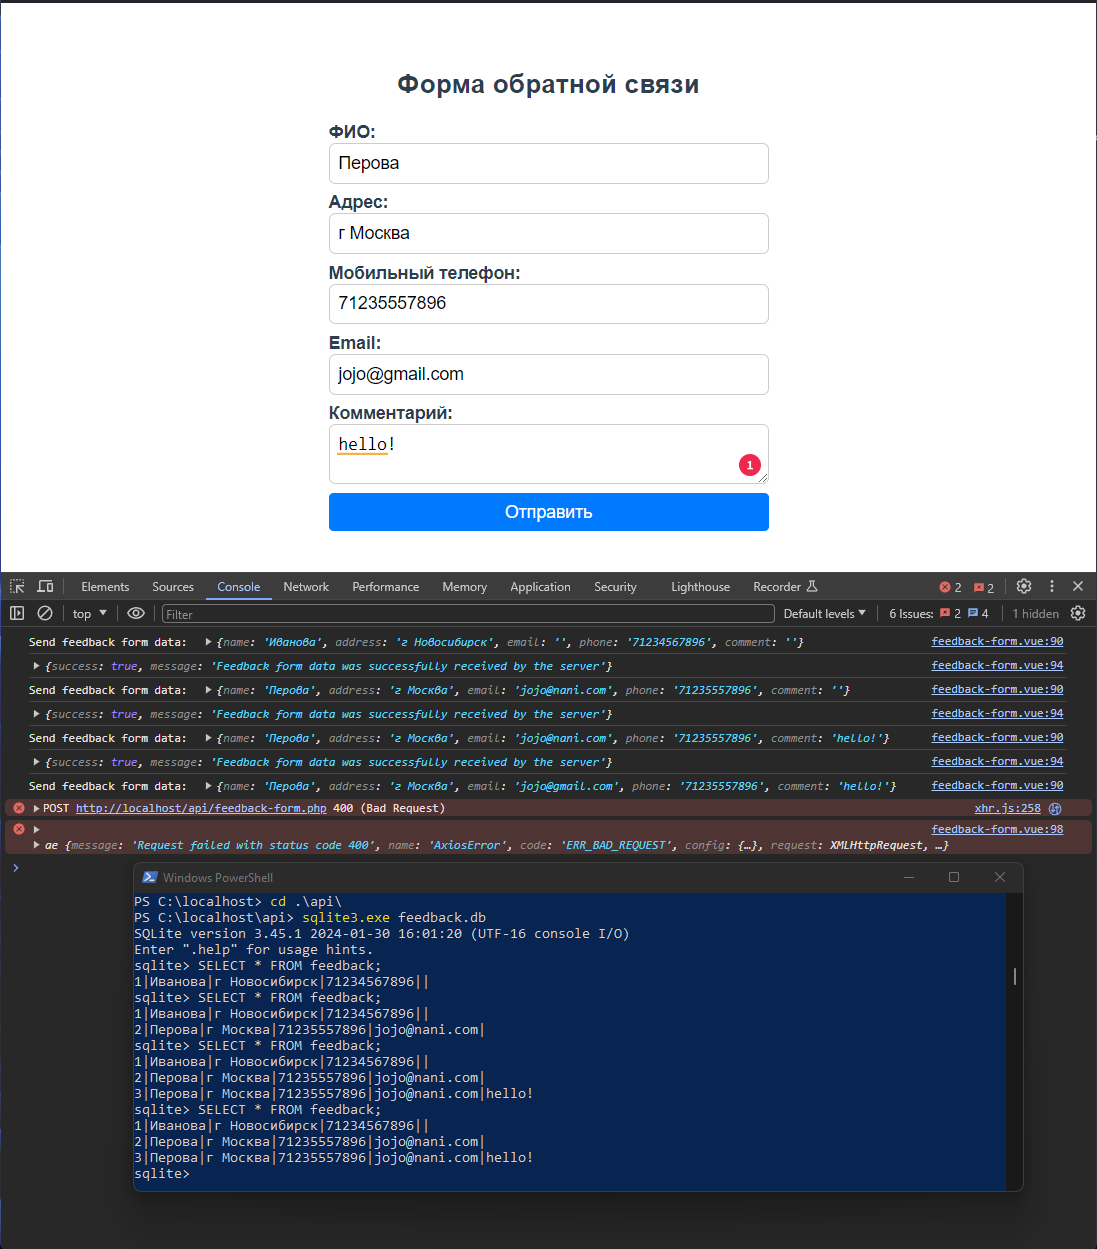 Форма обратной связи
ФИО:
Перова
Адрес:
г Москва
Мобильный телефон:
71235557896
Email:
jojo@gmail.com
Комментарий:
hello!
1
Отправить
Elements Sources Console Network Performance Memory Application Security Lighthouse Recorder 2 2
top Filter Default levels 6 Issues: 2 4 1 hidden
Send feedback form data: {name: 'Иванова', address: 'г Новосибирск', email: '', phone: '71234567896', comment: ''} feedback-form.vue:90
{success: true, message: 'Feedback form data was successfully received by the server'} feedback-form.vue:94
Send feedback form data: {name: 'Перова', address: 'г Москва', email: 'jojo@nani.com', phone: '71235557896', comment: ''} feedback-form.vue:90
{success: true, message: 'Feedback form data was successfully received by the server'} feedback-form.vue:94
Send feedback form data: {name: 'Перова', address: 'г Москва', email: 'jojo@nani.com', phone: '71235557896', comment: 'hello!'} feedback-form.vue:90
{success: true, message: 'Feedback form data was successfully received by the server'} feedback-form.vue:94
Send feedback form data: {name: 'Перова', address: 'г Москва', email: 'jojo@gmail.com', phone: '71235557896', comment: 'hello!'} feedback-form.vue:90
POST http://localhost/api/feedback-form.php 400 (Bad Request) xhr.js:258
feedback-form.vue:98
ae {message: 'Request failed with status code 400', name: 'AxiosError', code: 'ERR_BAD_REQUEST', config: {…}, request: XMLHttpRequest, …}
Windows PowerShell
PS C:\localhost> cd .\api\
PS C:\localhost\api> sqlite3.exe feedback.db
SQLite version 3.45.1 2024-01-30 16:01:20 (UTF-16 console I/O)
Enter ".help" for usage hints.
sqlite> SELECT * FROM feedback;
1|Иванова|г Новосибирск|71234567896||
sqlite> SELECT * FROM feedback;
1|Иванова|г Новосибирск|71234567896||
2|Перова|г Москва|71235557896|jojo@nani.com|
sqlite> SELECT * FROM feedback;
1|Иванова|г Новосибирск|71234567896||
2|Перова|г Москва|71235557896|jojo@nani.com|
3|Перова|г Москва|71235557896|jojo@nani.com|hello!
sqlite> SELECT * FROM feedback;
1|Иванова|г Новосибирск|71234567896||
2|Перова|г Москва|71235557896|jojo@nani.com|
3|Перова|г Москва|71235557896|jojo@nani.com|hello!
sqlite>